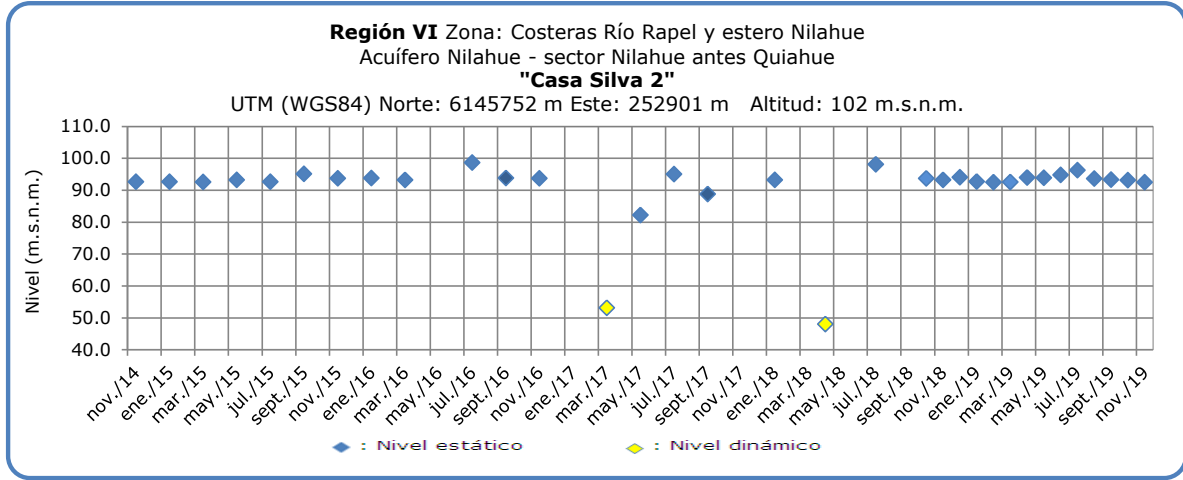 Región VI Zona: Costeras Río Rapel y estero Nilahue
Acuífero Nilahue - sector Nilahue antes Quiahue
"Casa Silva 2"
UTM (WGS84) Norte: 6145752 m Este: 252901 m Altitud: 102 m.s.n.m.
Nivel (m.s.n.m.)
110.0
100.0
90.0
80.0
70.0
60.0
50.0
40.0
nov./14
ene./15
mar./15
may./15
jul./15
sept./15
nov./15
ene./16
mar./16
may./16
jul./16
sept./16
nov./16
ene./17
mar./17
may./17
jul./17
sept./17
nov./17
ene./18
mar./18
may./18
jul./18
sept./18
nov./18
ene./19
mar./19
may./19
jul./19
sept./19
nov./19
: Nivel estático
: Nivel dinámico